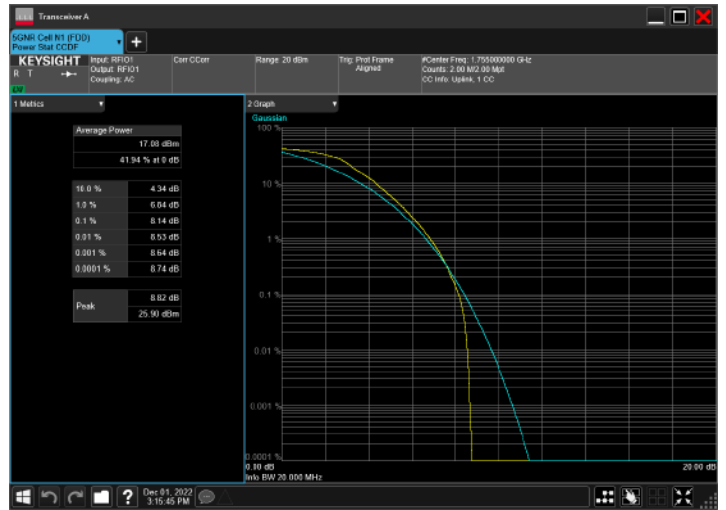 Transceiver A
5GNR Cell N1 (FDD)
Power Stat CCDF
KEYSIGHT
R T
Input: RFIO1
Output: RFIO1
Coupling: AC
Corr CCorr
Range: 20 dBm
Trig: Prot Frame
Aligned
#Center Freq: 1.755000000 GHz
Counts: 2.00 M/2.00 Mpt
CC Info: Uplink, 1 CC
1 Metrics
Average Power
17.08 dBm
41.94 % at 0 dB
10.0 % 4.34 dB
1.0 % 6.84 dB
0.1 % 8.14 dB
0.01 % 8.53 dB
0.001 % 8.64 dB
0.0001 % 8.74 dB
Peak
8.82 dB
25.90 dBm
2 Graph
Gaussian
100 %
10 %
1 %
0.1 %
0.01 %
0.001 %
0.0001 %
0.00 dB
20.00 dB
Info BW 20.000 MHz
Dec 01, 2022
3:15:45 PM